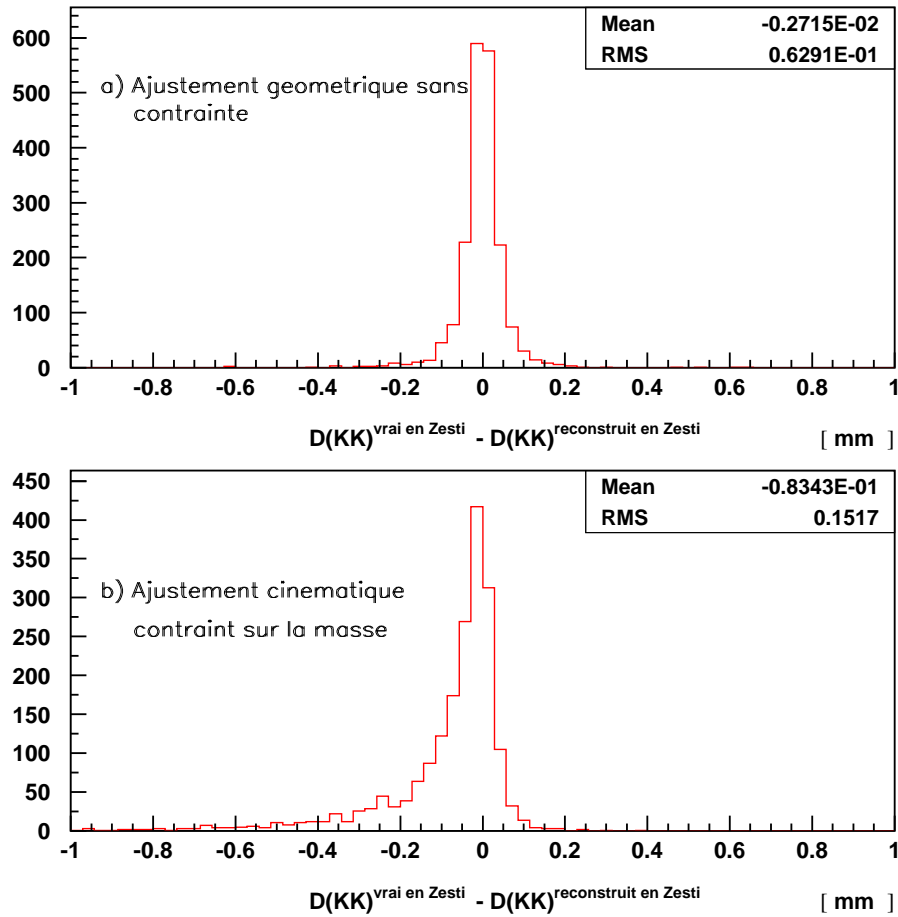 Mean -0.2715E-02
RMS 0.6291E-01
a) Ajustement geometrique sans
contrainte
600
500
400
300
200
100
0
-1 -0.8 -0.6 -0.4 -0.2 0 0.2 0.4 0.6 0.8 1
D(KK)vrai en Zesti - D(KK)reconstruit en Zesti [ mm ]
Mean -0.8343E-01
RMS 0.1517
b) Ajustement cinematique
contraint sur la masse
450
400
350
300
250
200
150
100
50
0
-1 -0.8 -0.6 -0.4 -0.2 0 0.2 0.4 0.6 0.8 1
D(KK)vrai en Zesti - D(KK)reconstruit en Zesti [ mm ]